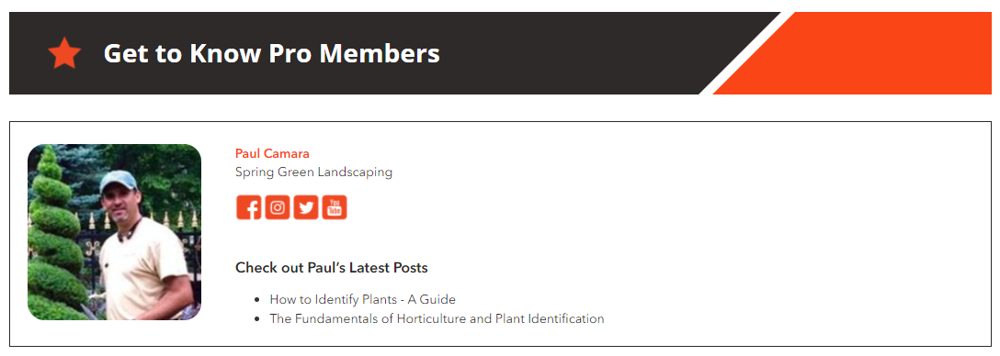 Get to Know Pro Members
Paul Camara
Spring Green Landscaping
You
Tube
Check out Paul's Latest Posts
How to Identify Plants - A Guide
The Fundamentals of Horticulture and Plant Identification